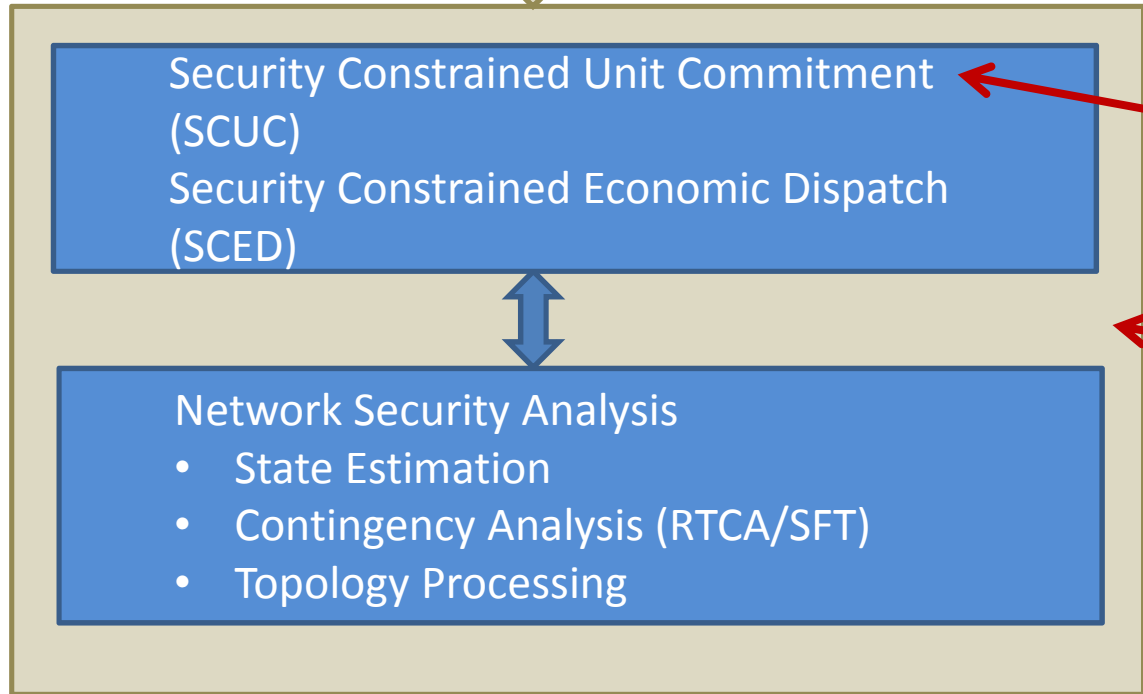 Security Constrained Unit Commitment
(SCUC)
Security Constrained Economic Dispatch
(SCED)
Network Security Analysis
• State Estimation
• Contingency Analysis (RTCA/SFT)
• Topology Processing